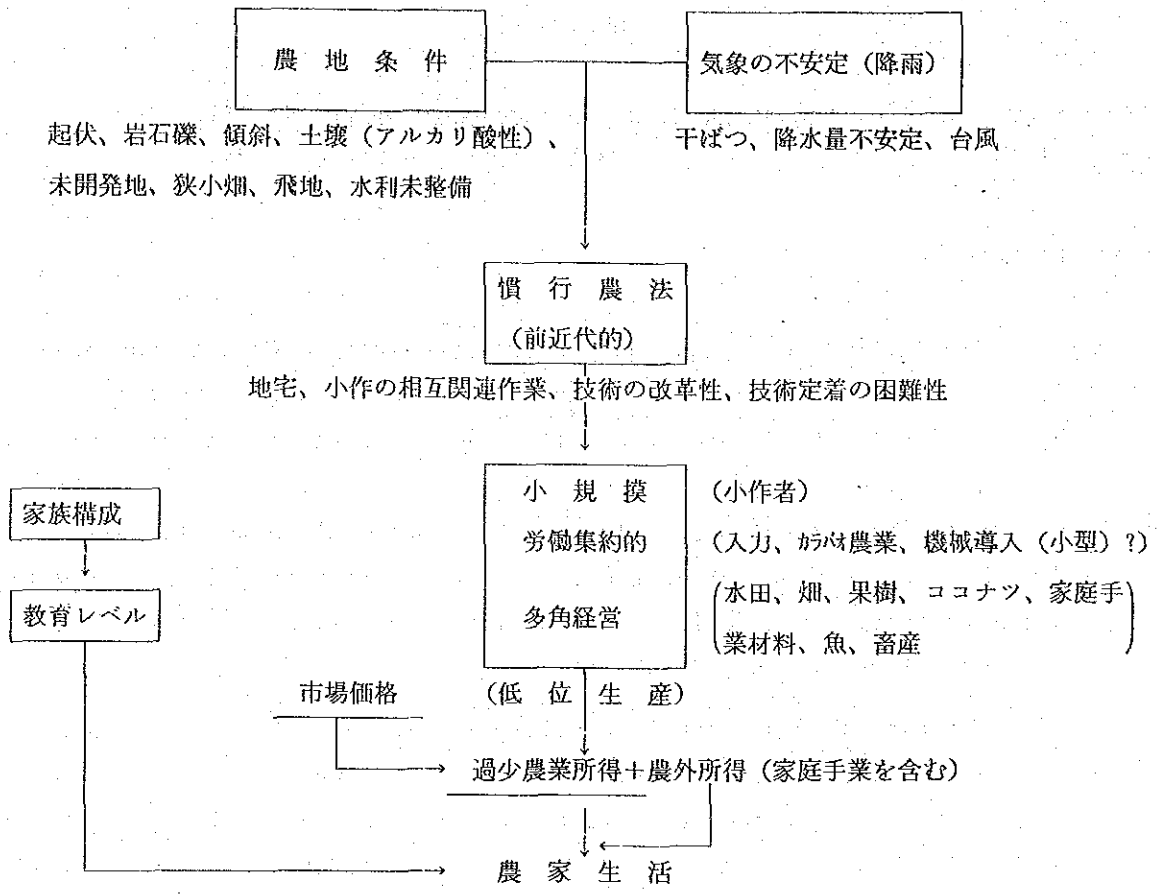 農地条件
気象の不安定（降雨）
起伏、岩石礫、傾斜、土壌（アルカリ酸性）、
干ばつ、降水量不安定、台風
未開発地、狭小畑、飛地、水利未整備
慣行農法
（前近代的）
地宅、小作の相互関連作業、技術の改革性、技術定着の困難性
小規摸
（小作者）
家族構成
労働集約的
（入力、カラバオ農業、機械導入（小型）?）
教育レベル
多角経営
（水田、畑、果樹、ココナツ、家庭手
業材料、魚、畜産）
市場価格
（低位生産）
過少農業所得＋農外所得（家庭手業を含む）
農家生活